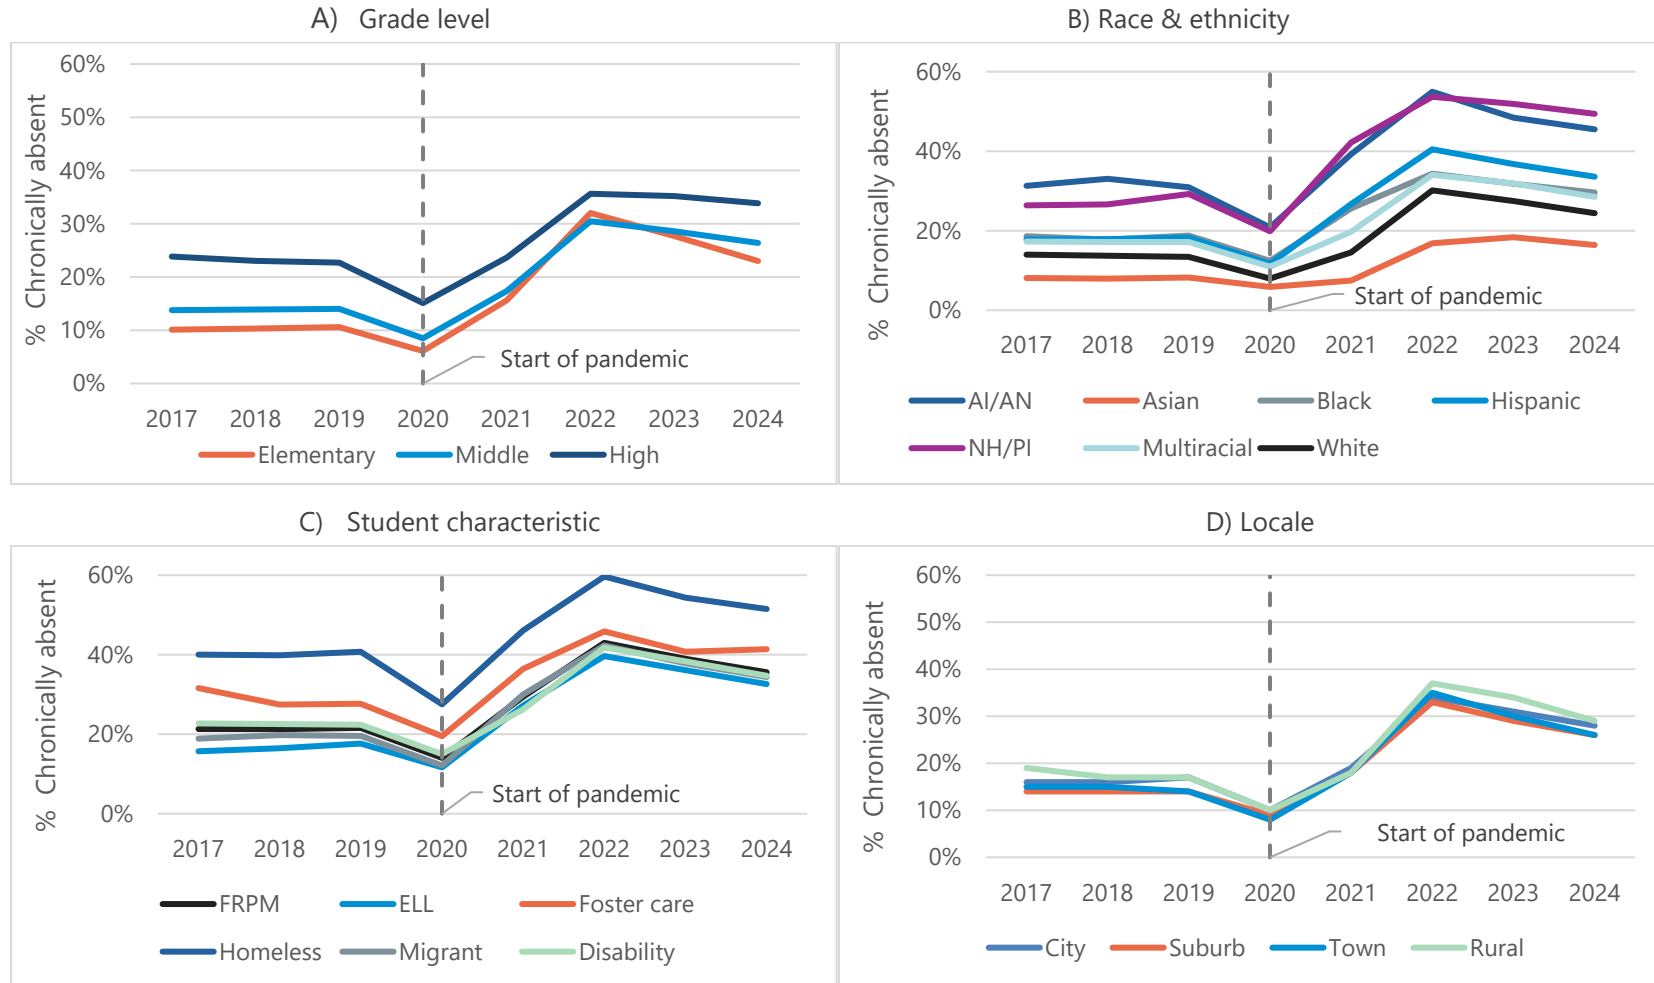 A) Grade level
60%
50%
40%
30%
20%
10%
0%
% Chronically absent
Start of pandemic
2017 2018 2019 2020 2021 2022 2023 2024
Elementary Middle High
B) Race & ethnicity
60%
40%
20%
0%
% Chronically absent
Start of pandemic
2017 2018 2019 2020 2021 2022 2023 2024
AI/AN Asian Black Hispanic
NH/PI Multiracial White
C) Student characteristic
60%
40%
20%
0%
% Chronically absent
Start of pandemic
2017 2018 2019 2020 2021 2022 2023 2024
FRPM ELL Foster care
Homeless Migrant Disability
D) Locale
60%
50%
40%
30%
20%
10%
0%
% Chronically absent
Start of pandemic
2017 2018 2019 2020 2021 2022 2023 2024
City Suburb Town Rural